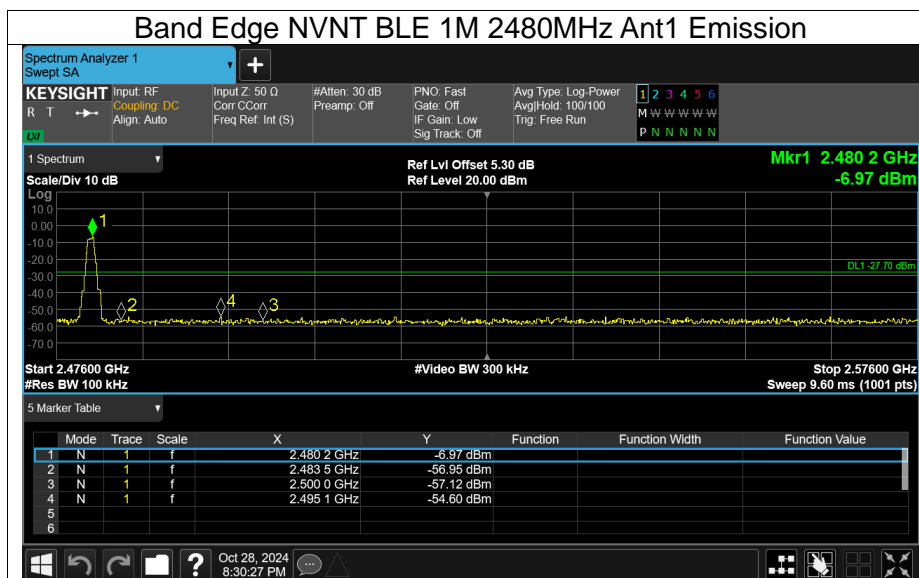 Band Edge NVNT BLE 1M 2480MHz Ant1 Emission
Spectrum Analyzer 1
Swept SA
KEYSIGHT
R T
LXI
Input: RF
Coupling: DC
Align: Auto
Input Z: 50 Ω
Corr CCorr
Freq Ref: Int (S)
#Atten: 30 dB
Preamp: Off
PNO: Fast
Gate: Off
IF Gain: Low
Sig Track: Off
Avg Type: Log-Power
Avg|Hold: 100/100
Trig: Free Run
1 2 3 4 5 6
M W W W W W
P N N N N N
1 Spectrum
Scale/Div 10 dB
Ref Lvl Offset 5.30 dB
Ref Level 20.00 dBm
Mkr1 2.480 2 GHz
-6.97 dBm
Log
10.0
0.00
-10.0
-20.0
-30.0
-40.0
-50.0
-60.0
-70.0
1
2
4
3
DL1 -27.70 dBm
Start 2.47600 GHz
#Res BW 100 kHz
#Video BW 300 kHz
Stop 2.57600 GHz
Sweep 9.60 ms (1001 pts)
5 Marker Table
Mode Trace Scale X Y Function Function Width Function Value
1 N 1 f 2.480 2 GHz -6.97 dBm
2 N 1 f 2.483 5 GHz -56.95 dBm
3 N 1 f 2.500 0 GHz -57.12 dBm
4 N 1 f 2.495 1 GHz -54.60 dBm
5
6
?
Oct 28, 2024
8:30:27 PM